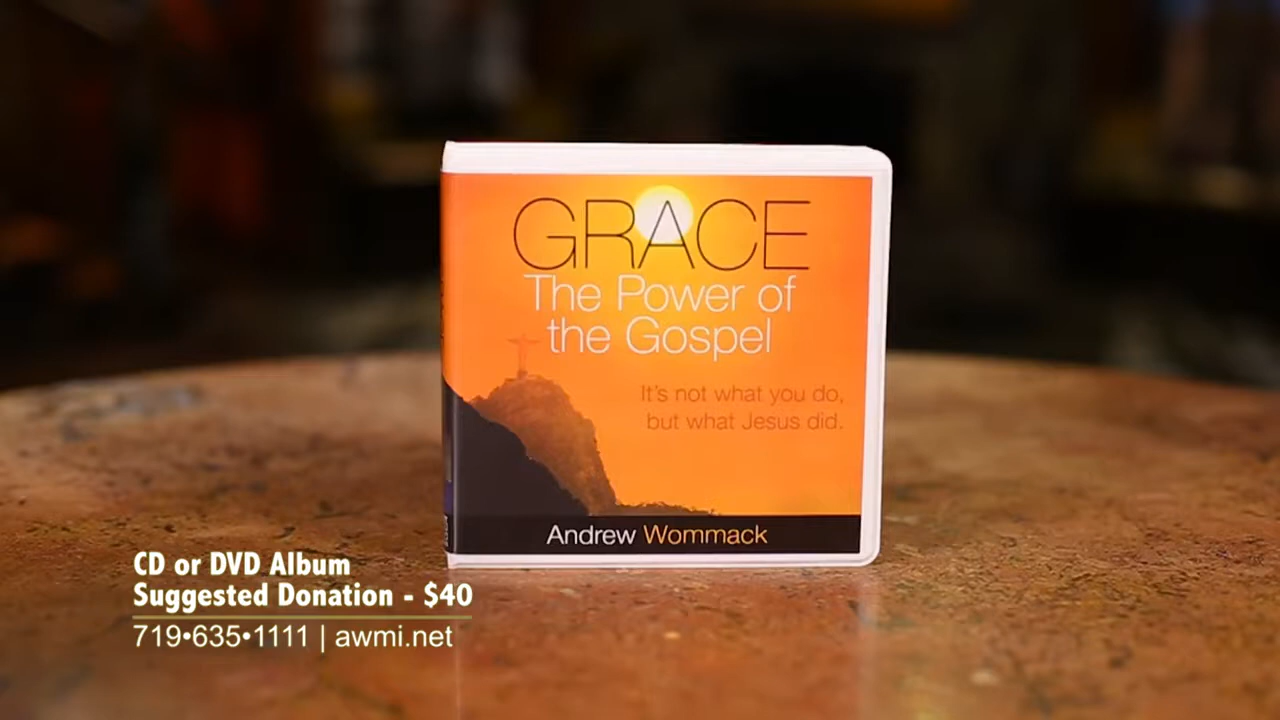 GRACE
The Power of
the Gospel
It's not what you do,
but what Jesus did.
Andrew Wommack
CD or DVD Album
Suggested Donation - $40
719•635•1111 | awmi.net